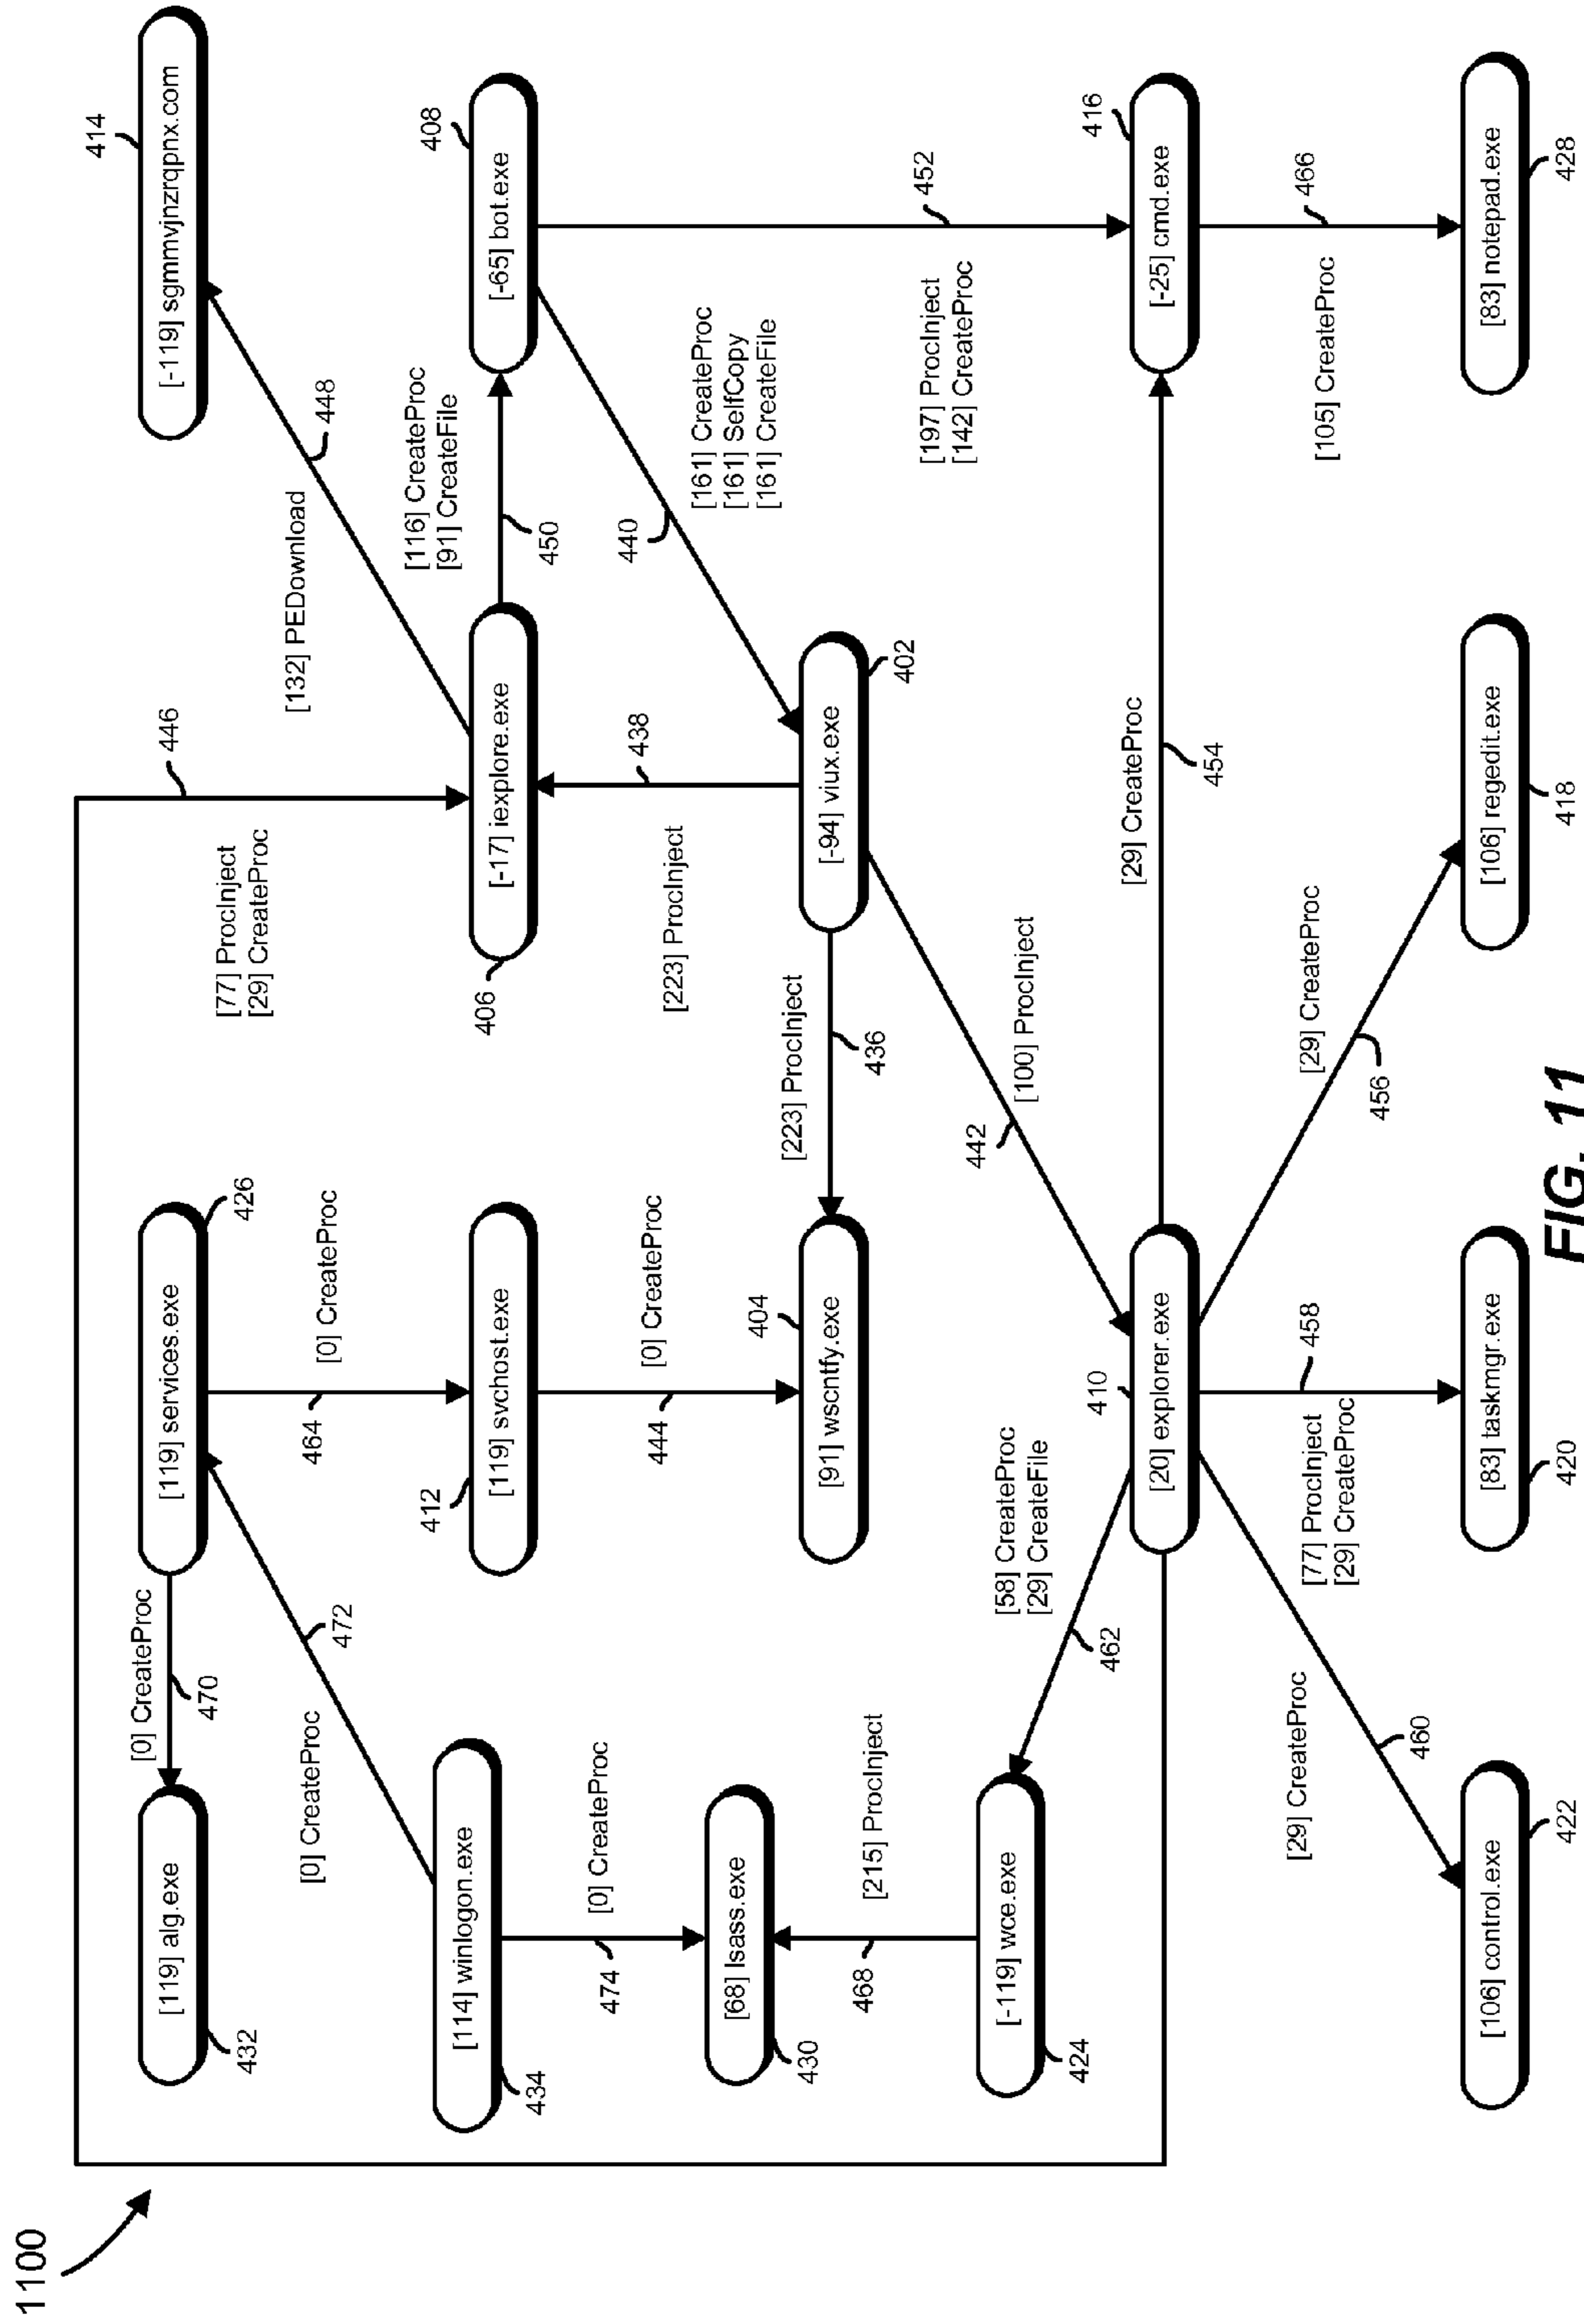 1100
[119] alg.exe
432
[0] CreateProc
470
[119] services.exe
426
[0] CreateProc
472
[114] winlogon.exe
434
[0] CreateProc
474
[0] CreateProc
464
[119] svchost.exe
412
[0] CreateProc
444
[68] lsass.exe
430
[215] ProcInject
468
[-119] wce.exe
424
[91] wscntfy.exe
404
[77] ProcInject
[29] CreateProc
446
[132] PEDownload
448
[-119] sgmmvjnzrqpnx.com
414
[-17] iexplore.exe
406
[116] CreateProc
[91] CreateFile
450
[-65] bot.exe
408
[223] ProcInject
438
440
[161] CreateProc
[161] SelfCopy
[161] CreateFile
[223] ProcInject
436
[-94] viux.exe
402
442
[100] ProcInject
[197] ProcInject
[142] CreateProc
452
[58] CreateProc
[29] CreateFile
462
410
[20] explorer.exe
[29] CreateProc
454
[-25] cmd.exe
416
[29] CreateProc
460
[77] ProcInject
[29] CreateProc
458
[29] CreateProc
456
[105] CreateProc
466
[106] control.exe
422
[83] taskmgr.exe
420
[106] regedit.exe
418
[83] notepad.exe
428
FIG. 11